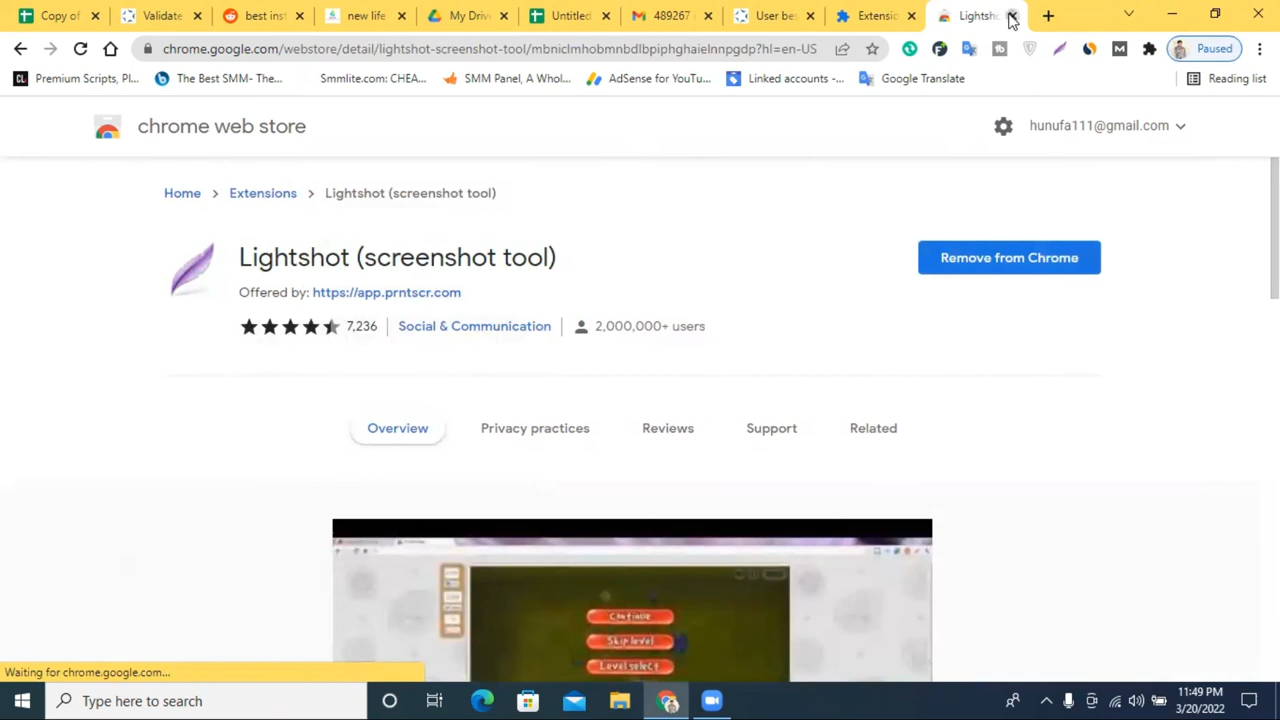 Copy of
Validate
best inst
new life
My Drive
Untitled
489267
User bes
Extensio
Lightsho
chrome.google.com/webstore/detail/lightshot-screenshot-tool/mbniclmhobmnbdlbpiphghaielnnpgdp?hl=en-US
Paused
Premium Scripts, Pl...
The Best SMM- The...
Smmlite.com: CHEA...
SMM Panel, A Whol...
AdSense for YouTu...
Linked accounts -...
Google Translate
Reading list
chrome web store
hunufa111@gmail.com
Home > Extensions > Lightshot (screenshot tool)
Lightshot (screenshot tool)
Remove from Chrome
Offered by: https://app.prntscr.com
7,236
Social & Communication
2,000,000+ users
Overview
Privacy practices
Reviews
Support
Related
Continue
Skip level
Level select
Waiting for chrome.google.com...
Type here to search
11:49 PM
3/20/2022